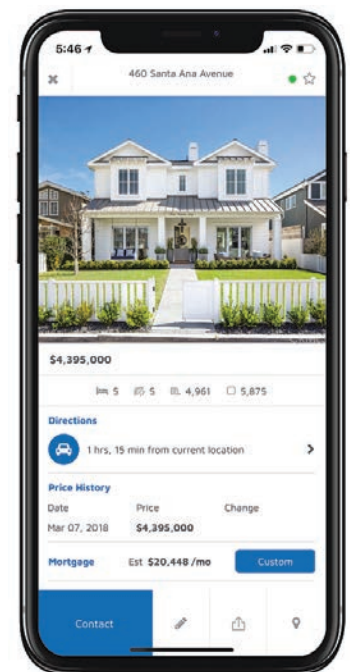 5:46
460 Santa Ana Avenue
$4,395,000
5 5 4,961 5,875
Directions
1 hrs, 15 min from current location
Price History
Date Price Change
Mar 07, 2018 $4,395,000
Mortgage Est $20,448 /mo Custom
Contact